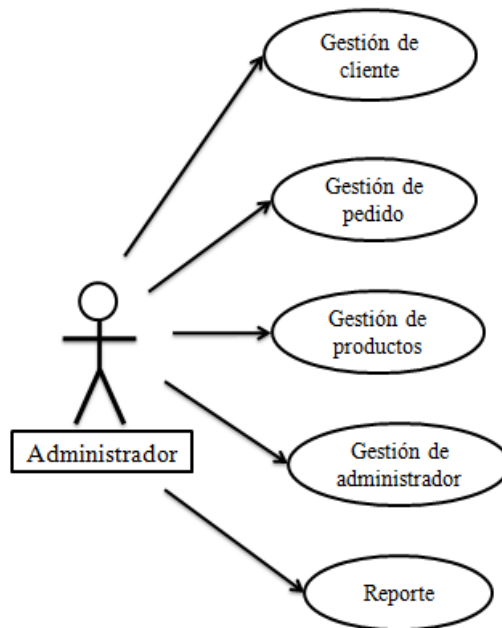 Gestión de
cliente
Gestión de
pedido
Gestión de
productos
Administrador
Gestión de
administrador
Reporte